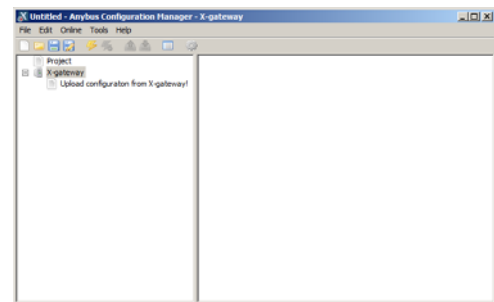 Untitled - Anybus Configuration Manager - X-gateway
File Edit Online Tools Help
Project
X-gateway
Upload configuraton from X-gateway!